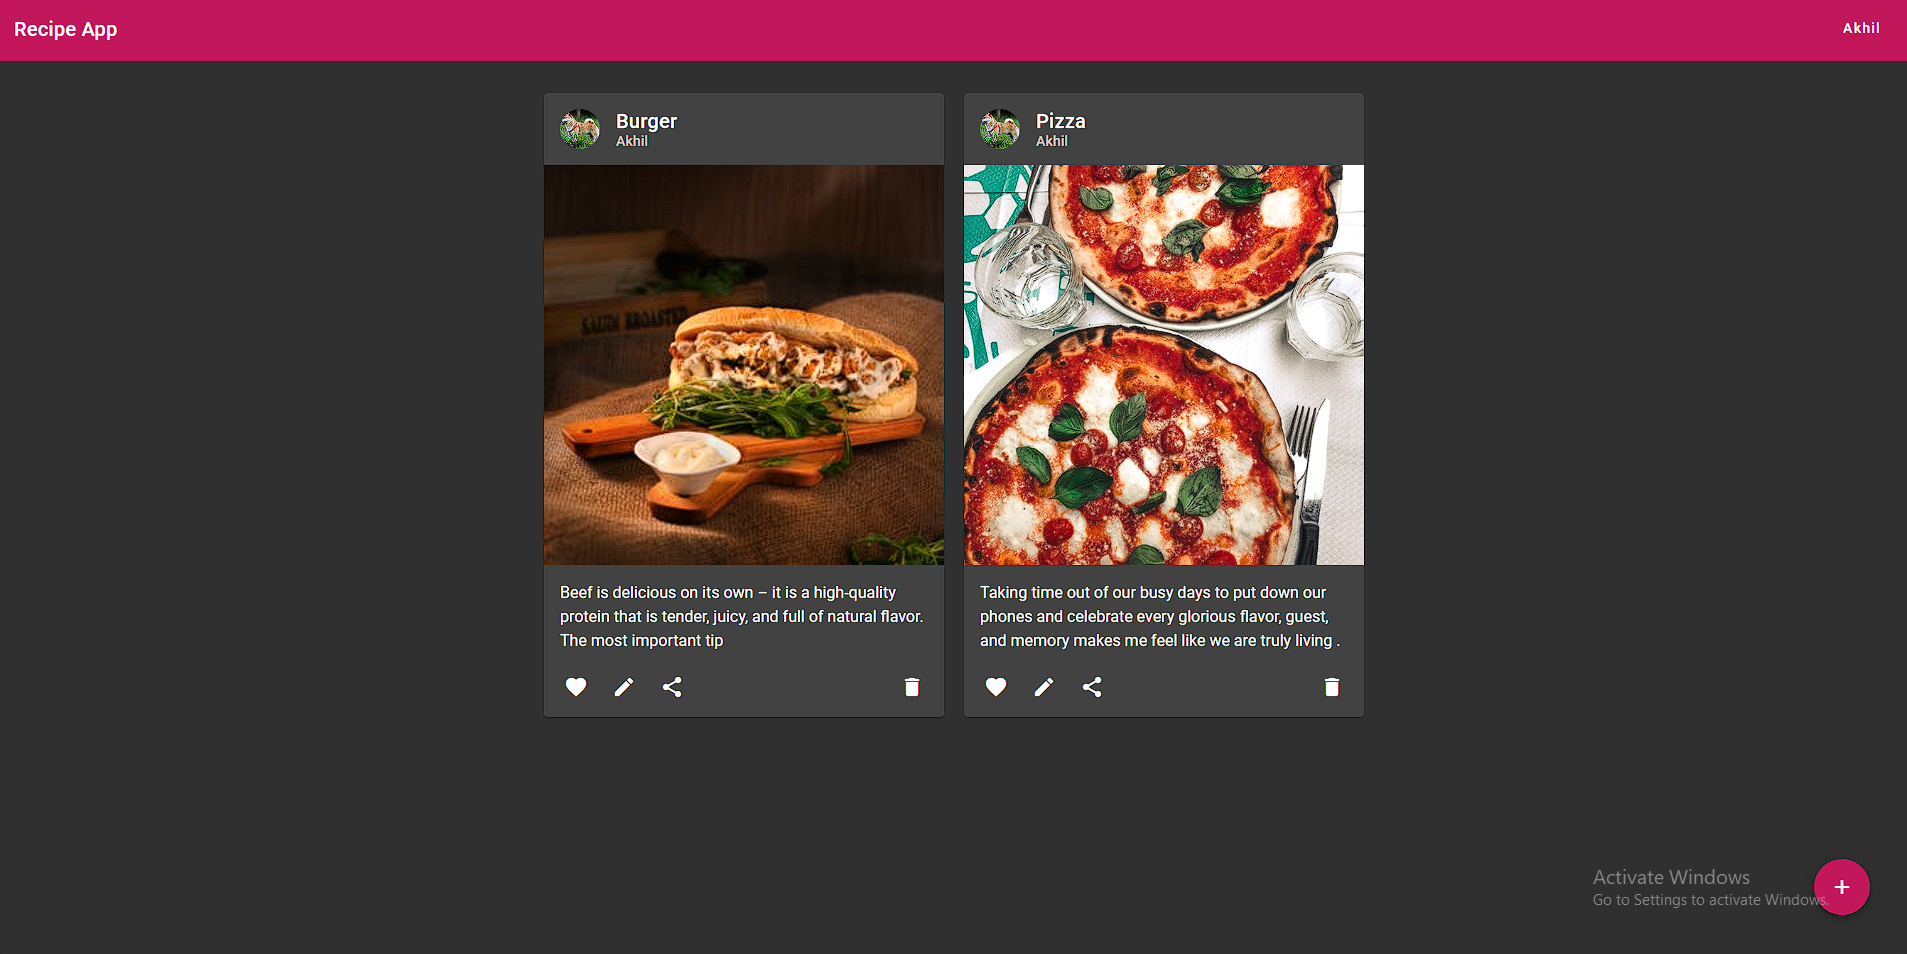 Recipe App
Akhil
Burger
Akhil
SAUDI BROASTED
Beef is delicious on its own – it is a high-quality
protein that is tender, juicy, and full of natural flavor.
The most important tip
Pizza
Akhil
Taking time out of our busy days to put down our
phones and celebrate every glorious flavor, guest,
and memory makes me feel like we are truly living .
Activate Windows
Go to Settings to activate Windows.